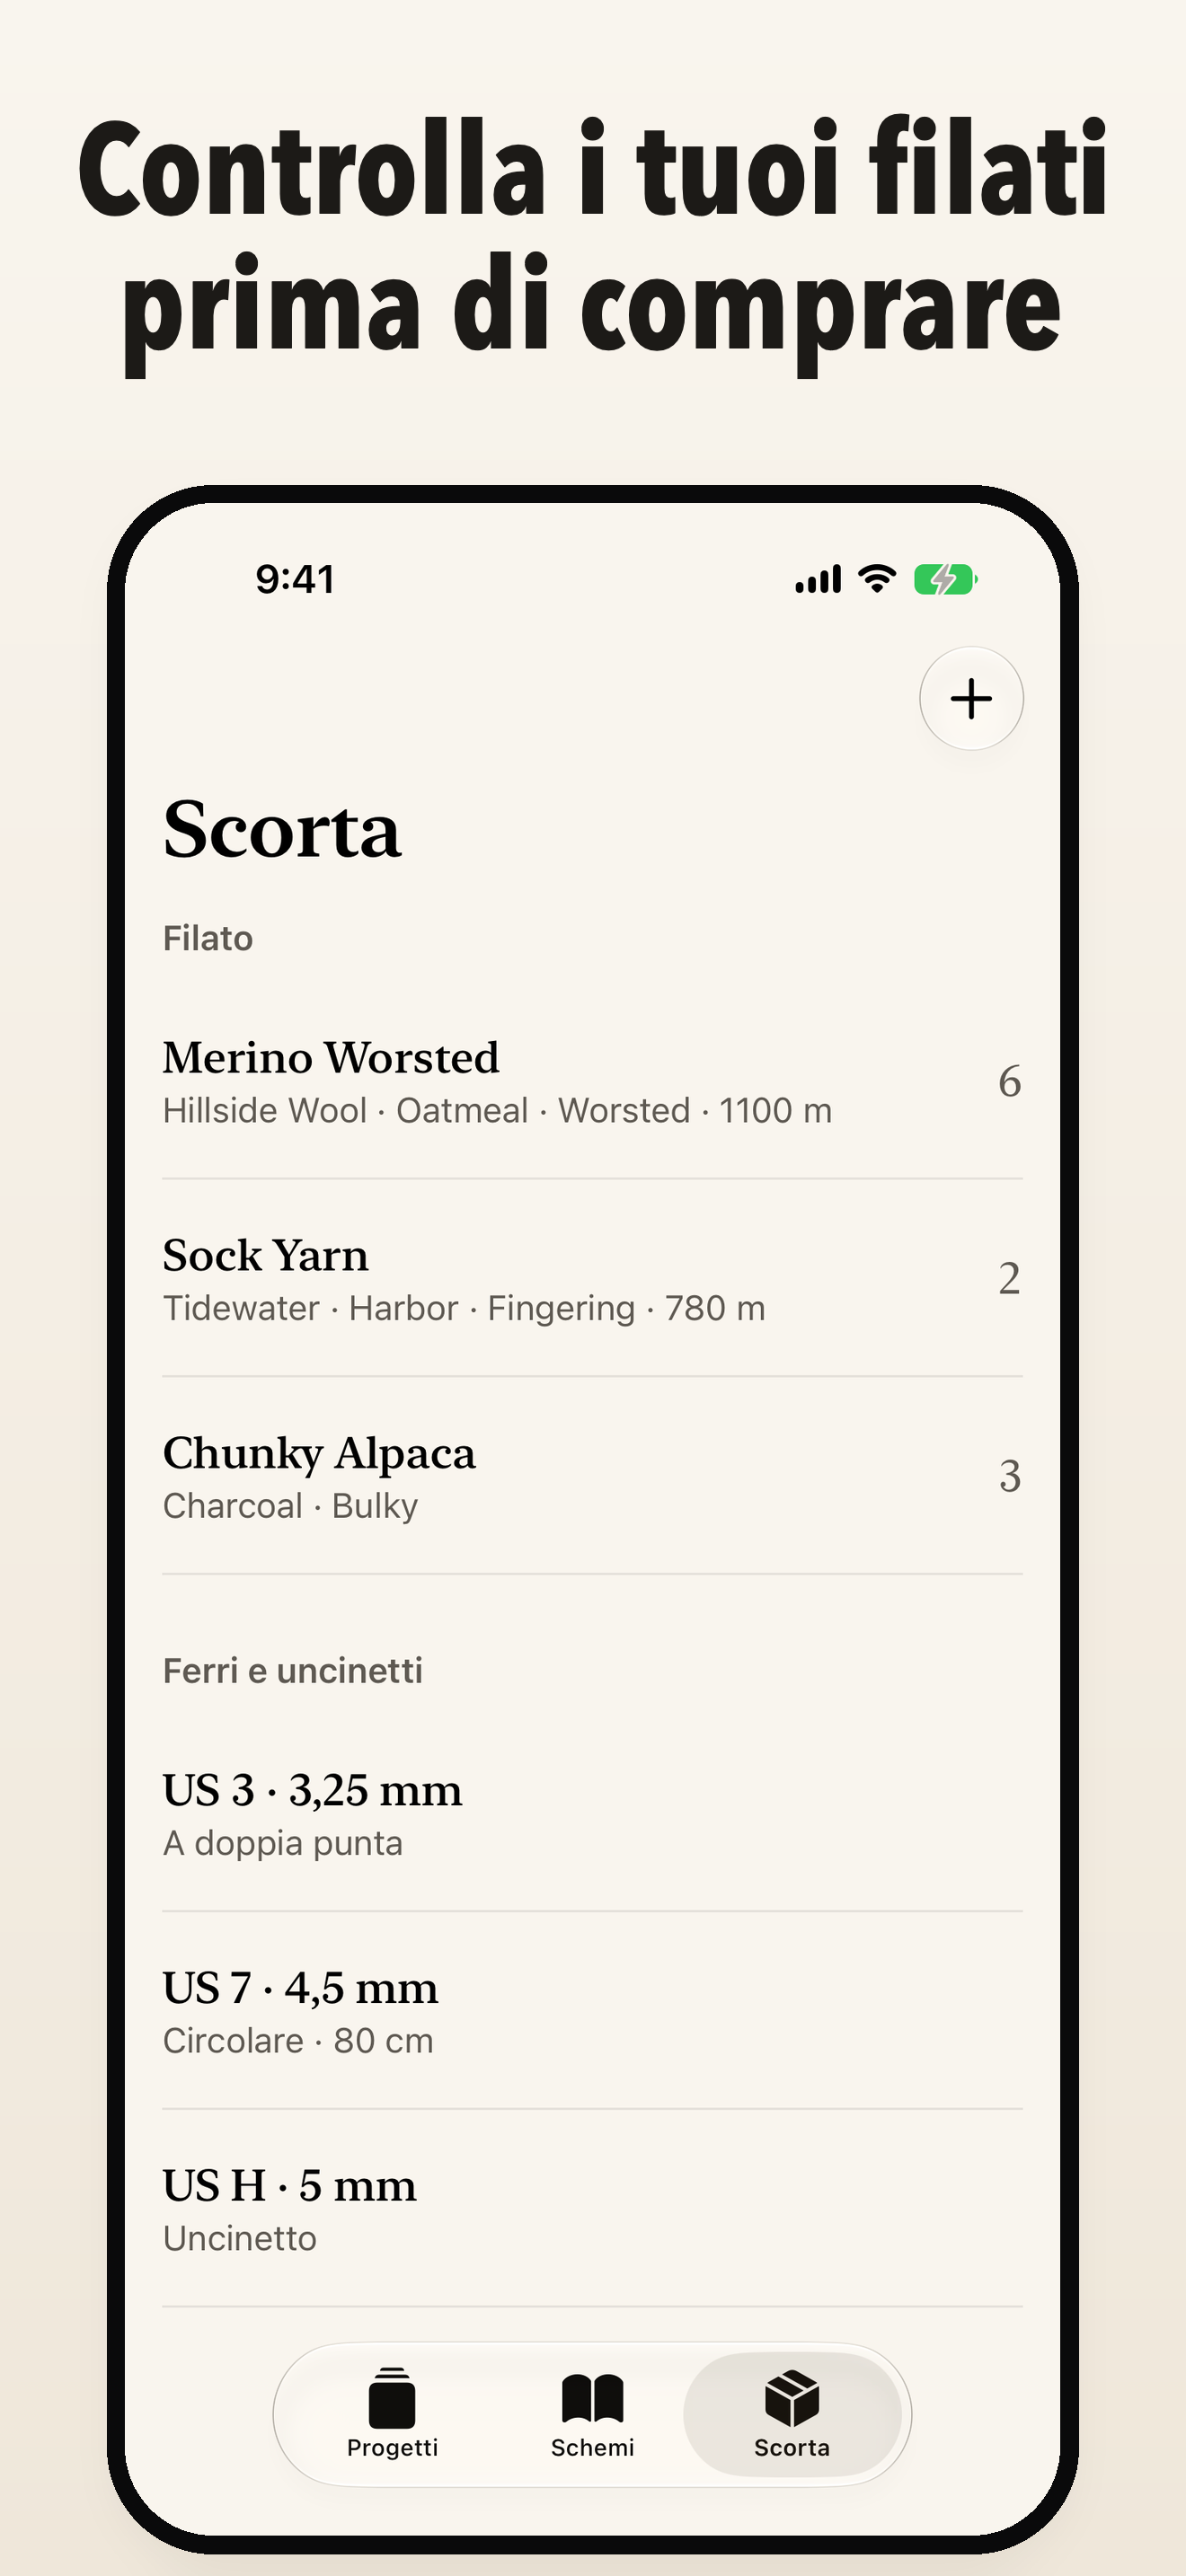 Controlla i tuoi filati
prima di comprare
9:41
Scorta
Filato
Merino Worsted
Hillside Wool · Oatmeal · Worsted · 1100 m
6
Sock Yarn
Tidewater · Harbor · Fingering · 780 m
2
Chunky Alpaca
Charcoal · Bulky
3
Ferri e uncinetti
US 3 · 3,25 mm
A doppia punta
US 7 · 4,5 mm
Circolare · 80 cm
US H · 5 mm
Uncinetto
Progetti
Schemi
Scorta